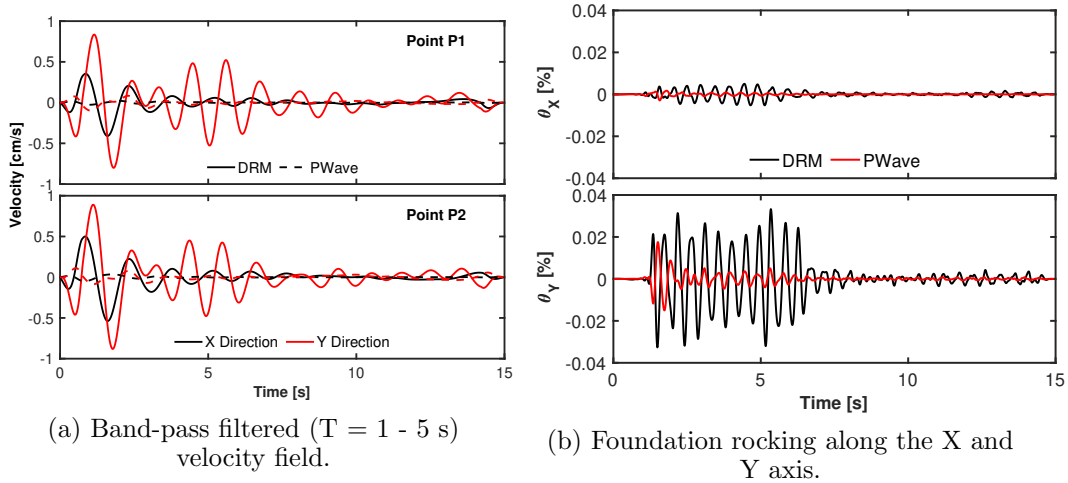 1
0.5
0
-0.5
-1
Point P1
DRM PWave
Velocity [cm/s]
1
0.5
0
-0.5
-1
Point P2
X Direction Y Direction
0 5 10 15
Time [s]
(a) Band-pass filtered (T = 1 - 5 s)
velocity field.
0.04
0.02
0
-0.02
-0.04
θX [%]
DRM PWave
0.04
0.02
0
-0.02
-0.04
θY [%]
0 5 10 15
Time [s]
(b) Foundation rocking along the X and
Y axis.